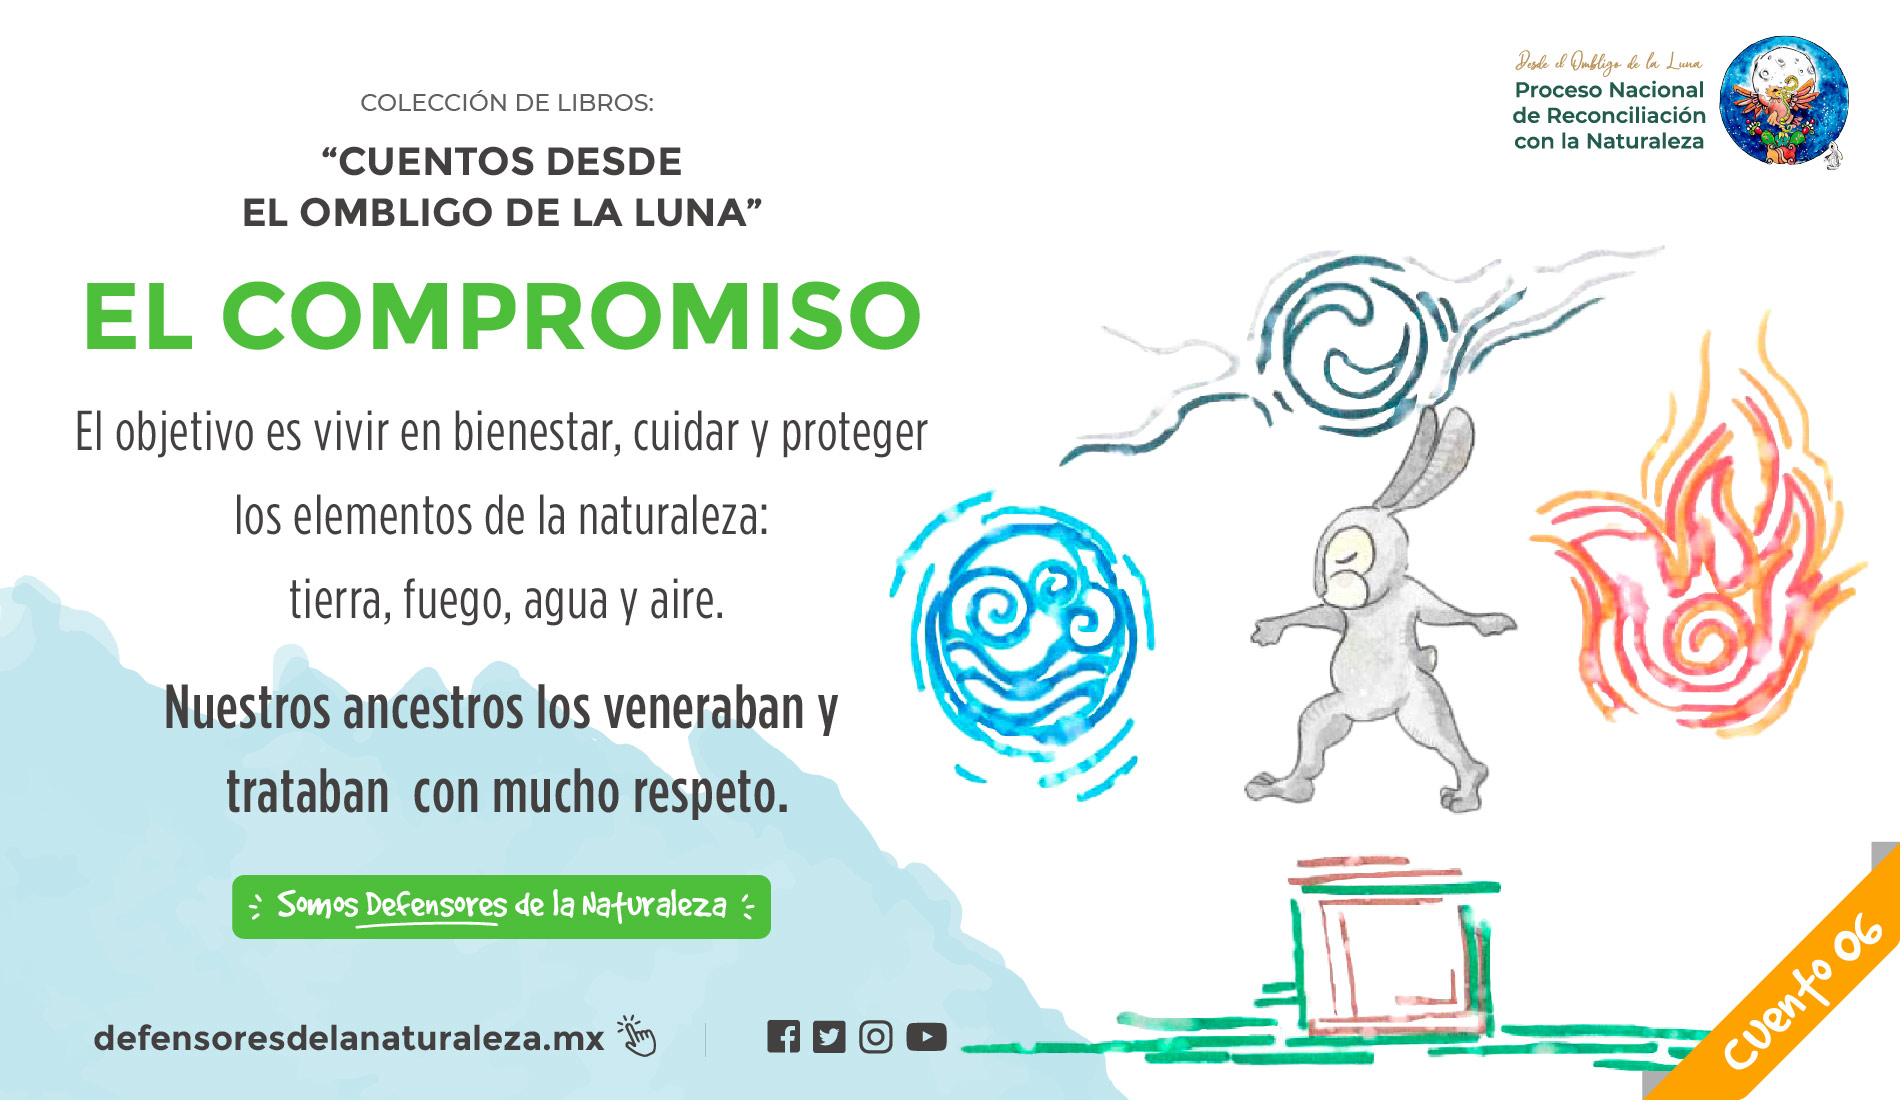 COLECCIÓN DE LIBROS:
“CUENTOS DESDE
EL OMBLIGO DE LA LUNA”
EL COMPROMISO
El objetivo es vivir en bienestar, cuidar y proteger
los elementos de la naturaleza:
tierra, fuego, agua y aire.
Nuestros ancestros los veneraban y
trataban con mucho respeto.
Somos Defensores de la Naturaleza
defensoresdelanaturaleza.mx
Desde el Ombligo de la Luna
Proceso Nacional
de Reconciliación
con la Naturaleza
Cuento 06